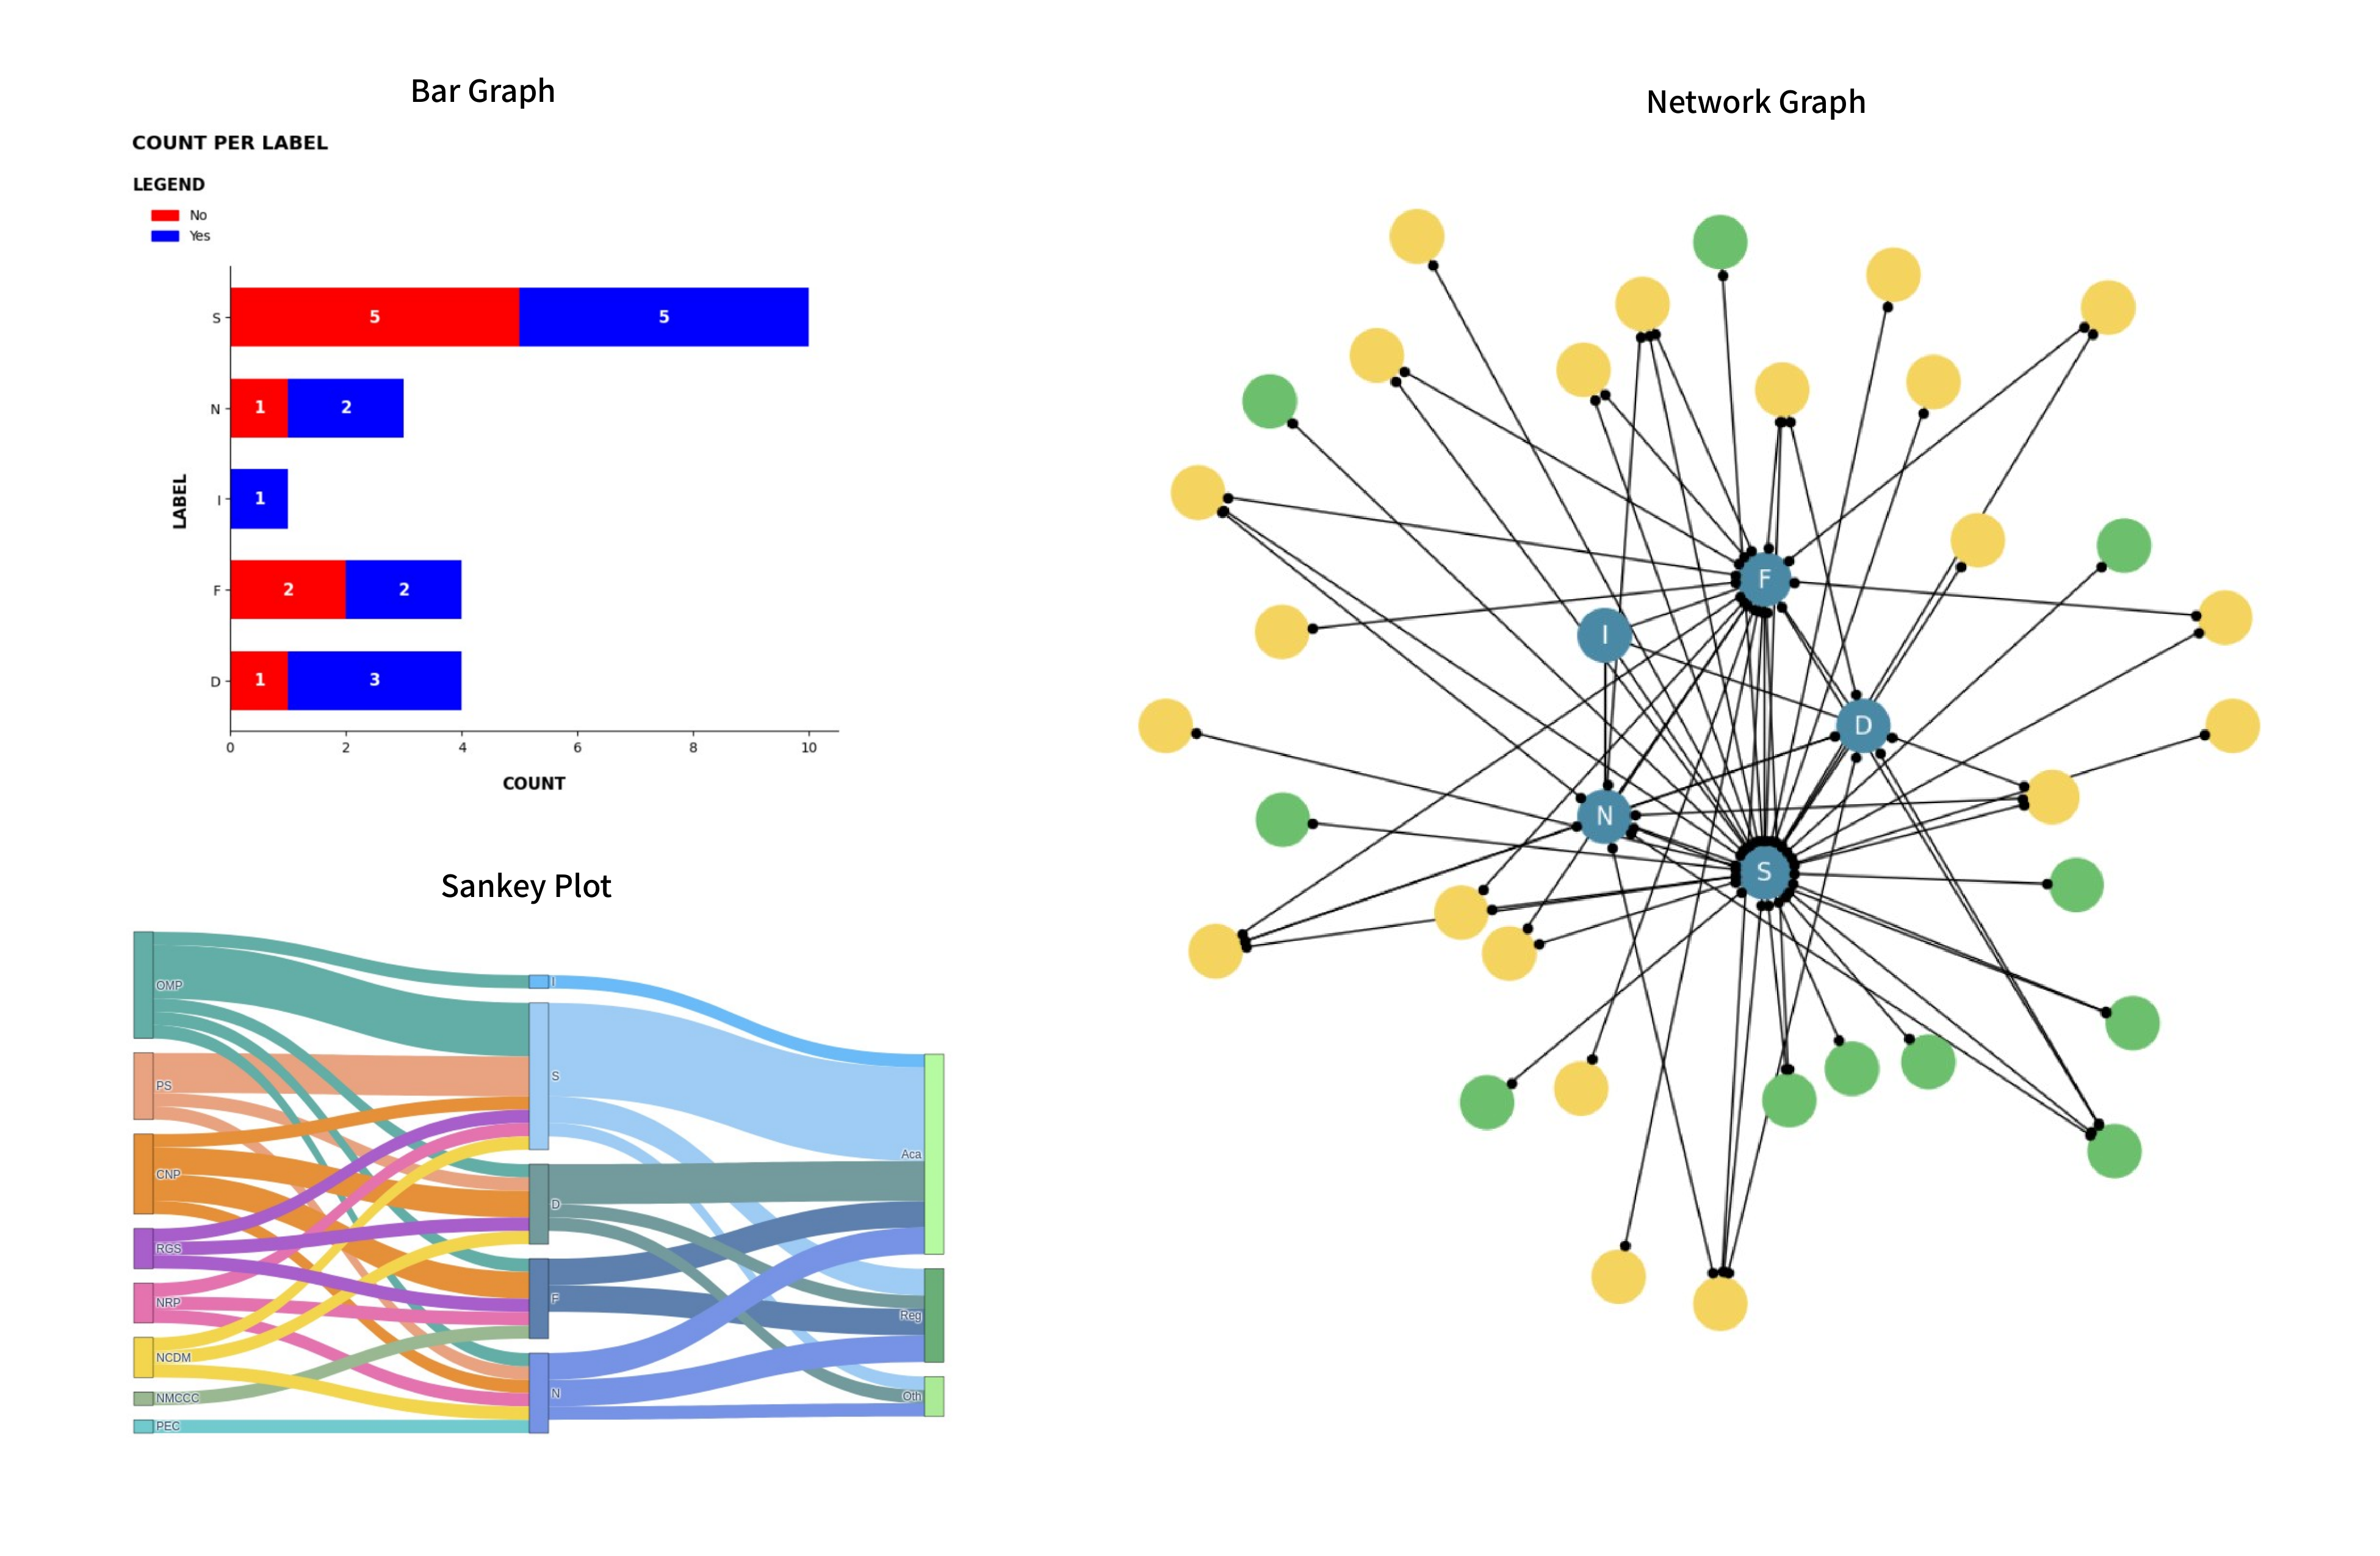 Bar Graph
COUNT PER LABEL
LEGEND
No
Yes
S
5
5
N
1
2
I
1
F
2
2
D
1
3
LABEL
0
2
4
6
8
10
COUNT
Sankey Plot
OMP
PS
CNP
RGS
NRP
NCDM
NMCCC
PEC
I
S
D
F
N
Aca
Reg
Oth
Network Graph
F
I
D
N
S